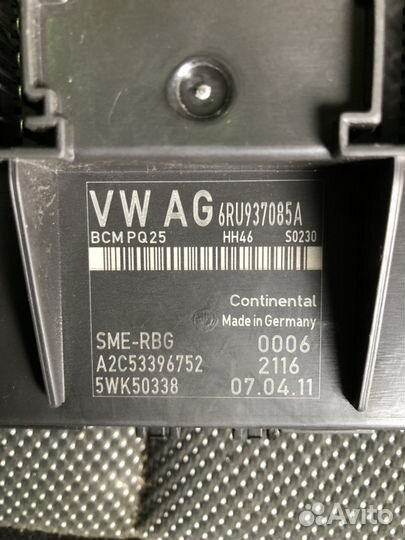 VW AG 6RU937085A
BCM PQ25 HH46 S0230
Continental
Made in Germany
SME-RBG 0006
A2C53396752 2116
5WK50338 07.04.11
Avito